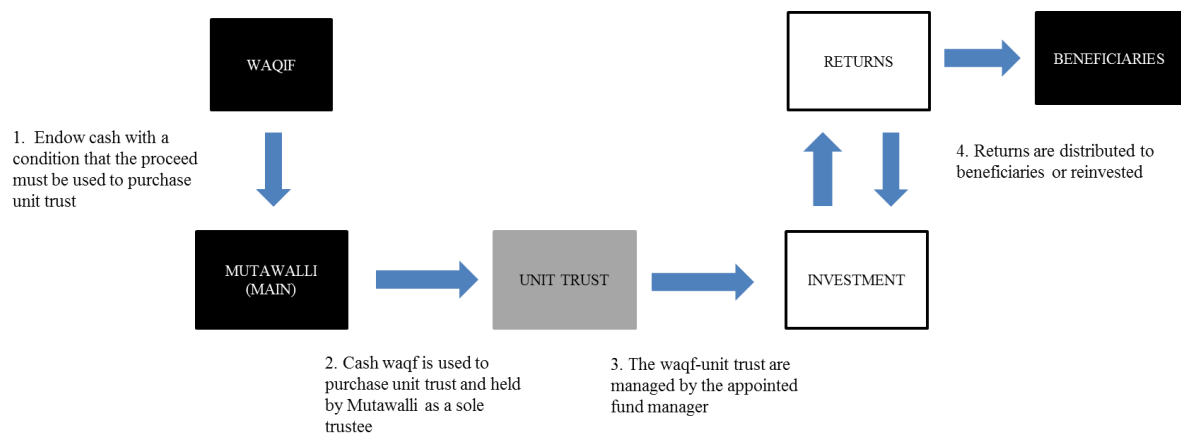 WAQIF
RETURNS
BENEFICIARIES
1. Endow cash with a
condition that the proceed
must be used to purchase
unit trust
4. Returns are distributed to
beneficiaries or reinvested
MUTAWALLI
(MAIN)
UNIT TRUST
INVESTMENT
2. Cash waqf is used to
purchase unit trust and held
by Mutawalli as a sole
trustee
3. The waqf-unit trust are
managed by the appointed
fund manager